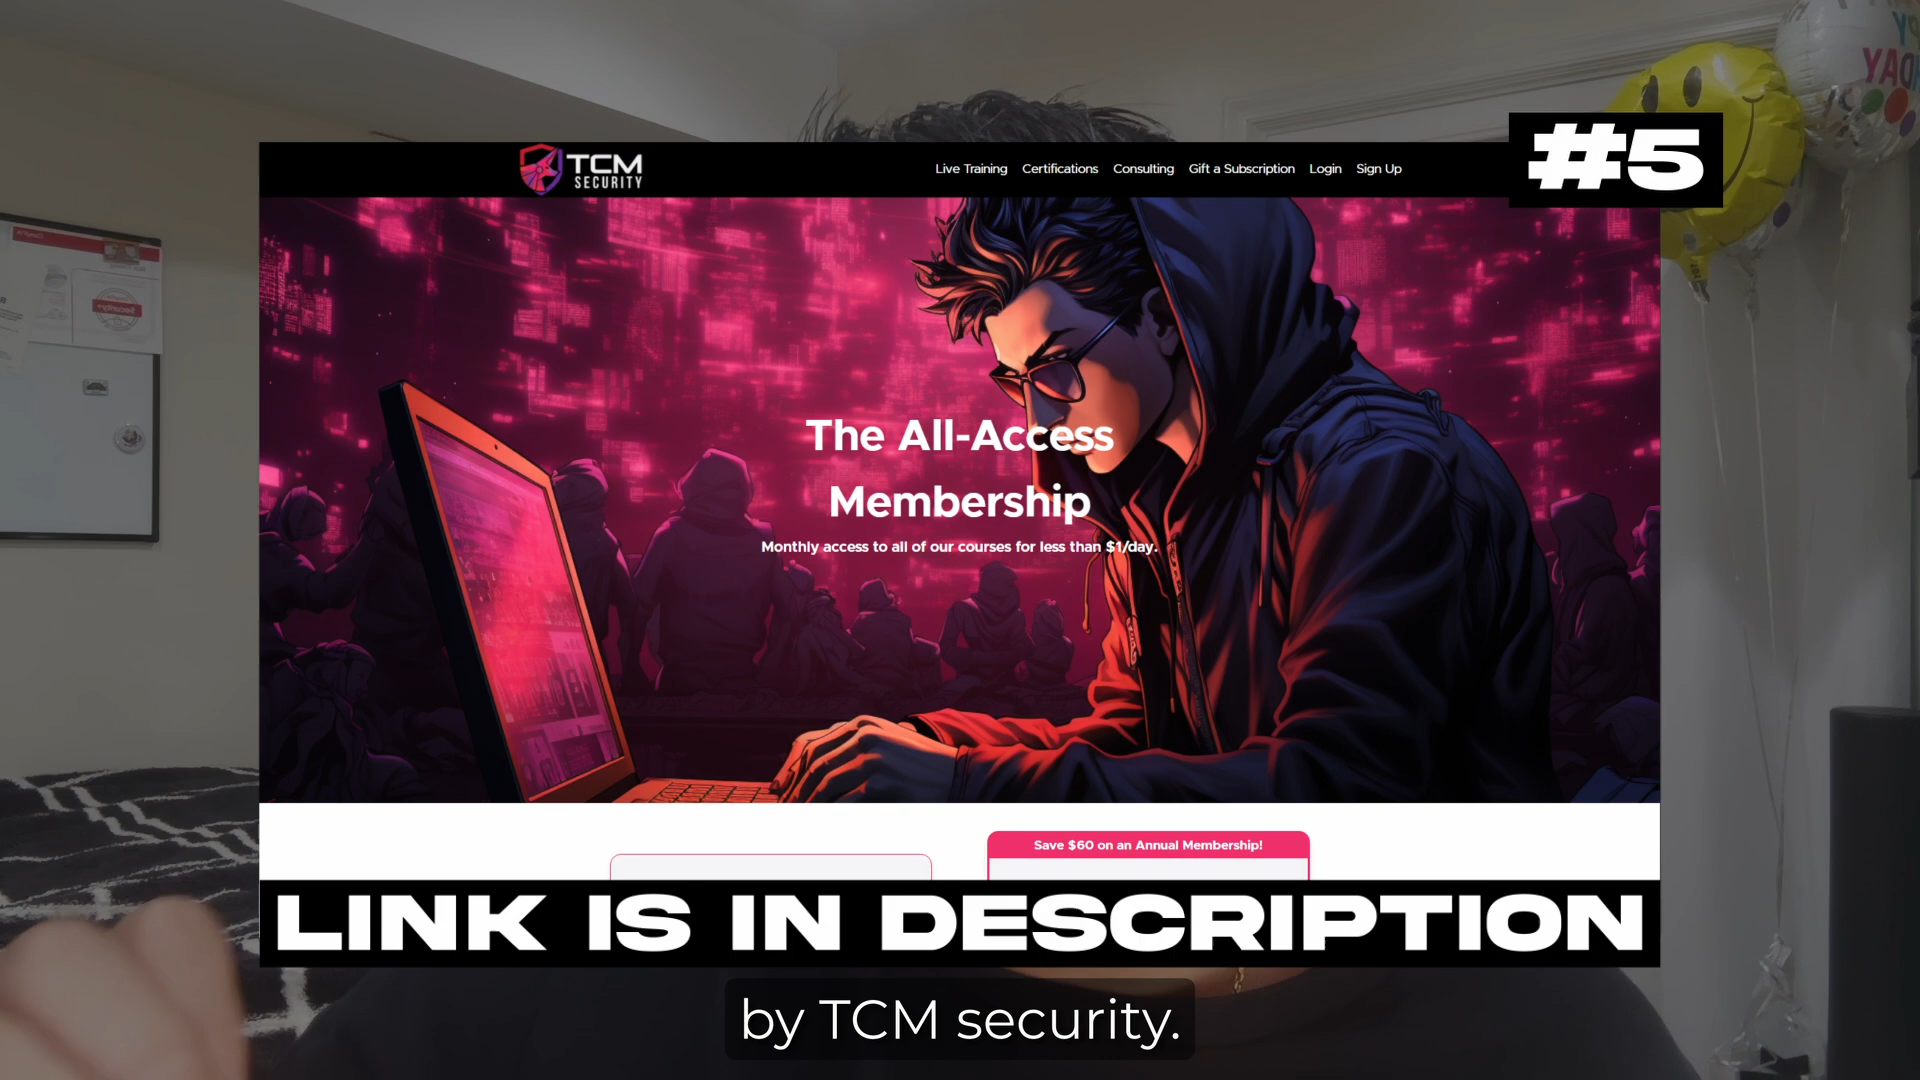 #5
TCM
SECURITY
Live Training Certifications Consulting Gift a Subscription Login Sign Up
The All-Access
Membership
Monthly access to all of our courses for less than $1/day.
Save $60 on an Annual Membership!
LINK IS IN DESCRIPTION
by TCM security.